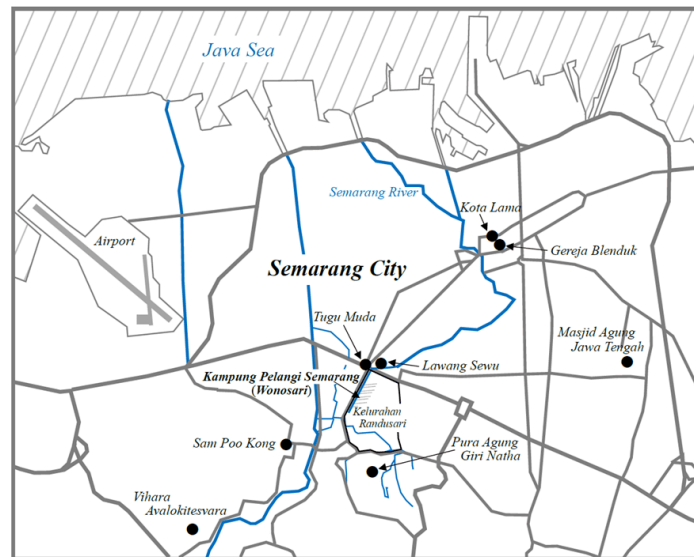 Java Sea
Semarang River
Kota Lama
Airport
Gereja Blenduk
Semarang City
Tugu Muda
Masjid Agung
Jawa Tengah
Lawang Sewu
Kampung Pelangi Semarang
(Wonosari)
Kelurahan
Randusari
Sam Poo Kong
Pura Agung
Giri Natha
Vihara
Avalokitesvara